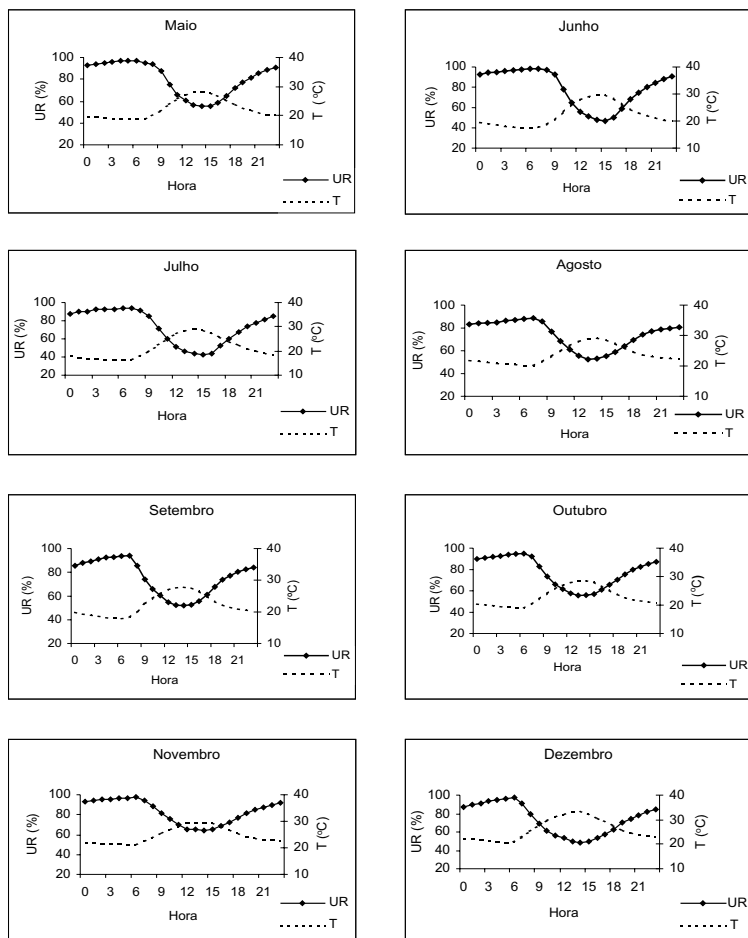 Maio
100
80
60
40
20
UR (%)
40
30
20
10
T (ºC)
0 3 6 9 12 15 18 21
Hora
UR
T
Junho
100
80
60
40
20
UR (%)
40
30
20
10
T (ºC)
0 3 6 9 12 15 18 21
Hora
UR
T
Julho
100
80
60
40
20
UR (%)
40
30
20
10
T (ºC)
0 3 6 9 12 15 18 21
Hora
UR
T
Agosto
100
80
60
40
20
UR (%)
40
30
20
10
T (ºC)
0 3 6 9 12 15 18 21
Hora
UR
T
Setembro
100
80
60
40
20
UR (%)
40
30
20
10
T (ºC)
0 3 6 9 12 15 18 21
Hora
UR
T
Outubro
100
80
60
40
20
UR (%)
40
30
20
10
T (ºC)
0 3 6 9 12 15 18 21
Hora
UR
T
Novembro
100
80
60
40
20
UR (%)
40
30
20
10
T (ºC)
0 3 6 9 12 15 18 21
Hora
UR
T
Dezembro
100
80
60
40
20
UR (%)
40
30
20
10
T (ºC)
0 3 6 9 12 15 18 21
Hora
UR
T